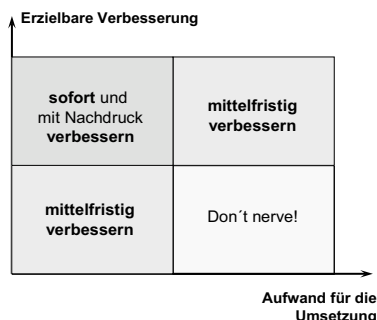 Erzielbare Verbesserung
sofort und
mit Nachdruck
verbessern
mittelfristig
verbessern
mittelfristig
verbessern
Don´t nerve!
Aufwand für die
Umsetzung